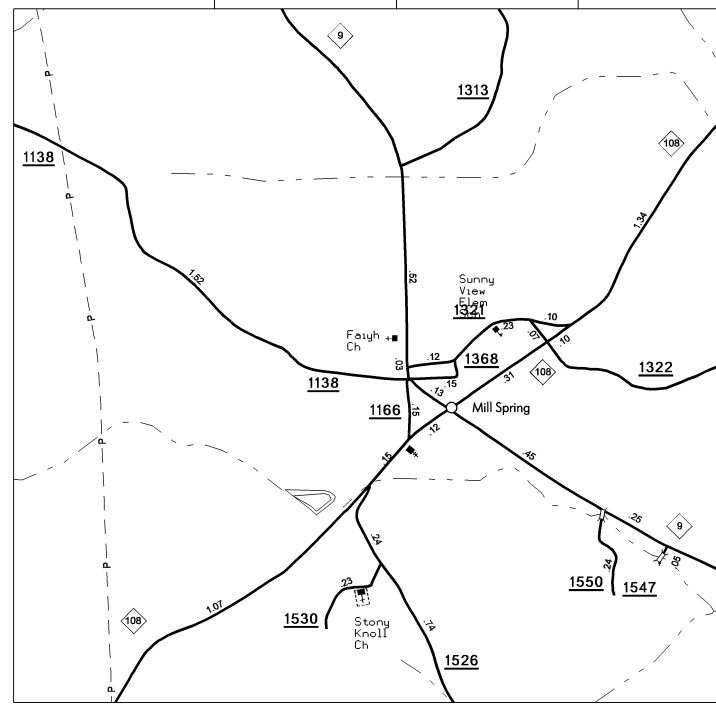 9
P
1313
108
1138
P
1.34
1.52
.52
Sunny
View
Elem
1321
P
.10
.23
.07
Faiyh
Ch
.10
.03
.12
1368
108
1322
1138
.15
.31
.13
1166
.15
Mill Spring
.12
P
.15
.45
.25
9
.24
P
.24
.05
1.07
.23
1550
1547
108
1530
Stony
Knoll
Ch
.74
1526
P